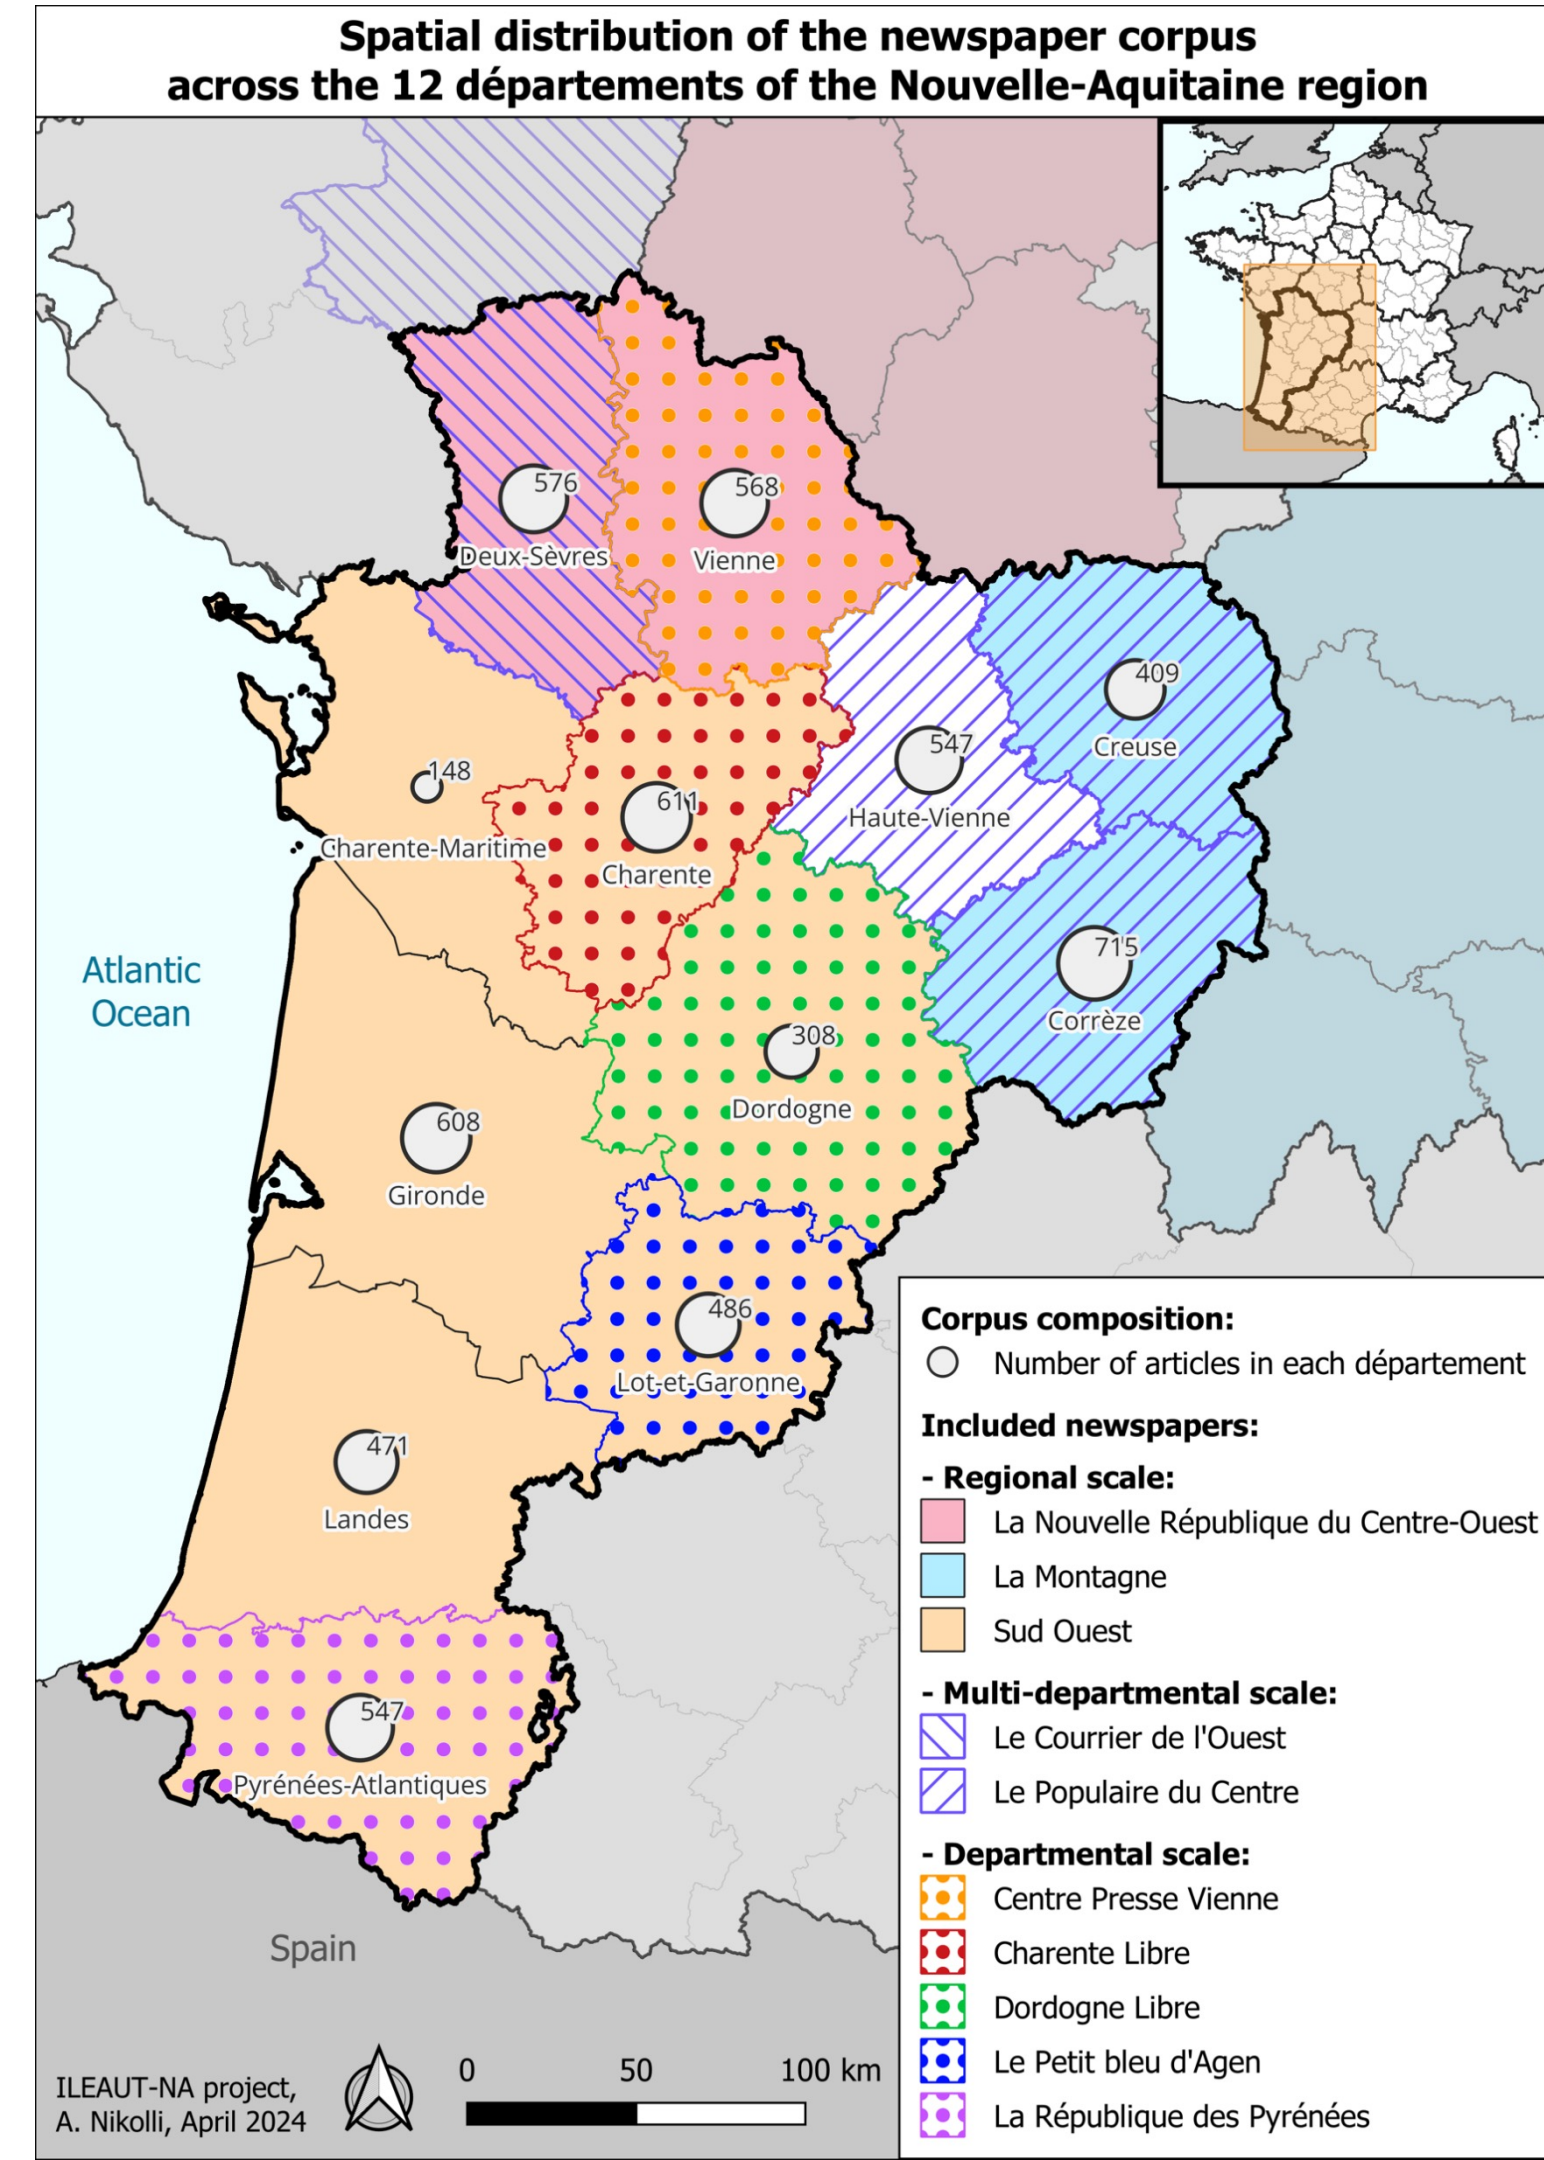 Spatial distribution of the newspaper corpus
across the 12 départements of the Nouvelle-Aquitaine region
576
Deux-Sèvres
568
Vienne
409
Creuse
547
Haute-Vienne
148
Charente-Maritime
611
Charente
715
Corrèze
Atlantic
Ocean
308
Dordogne
608
Gironde
486
Lot-et-Garonne
471
Landes
547
Pyrénées-Atlantiques
Spain
Corpus composition:
Number of articles in each département
Included newspapers:
- Regional scale:
La Nouvelle République du Centre-Ouest
La Montagne
Sud Ouest
- Multi-departmental scale:
Le Courrier de l'Ouest
Le Populaire du Centre
- Departmental scale:
Centre Presse Vienne
Charente Libre
Dordogne Libre
Le Petit bleu d'Agen
La République des Pyrénées
0 50 100 km
ILEAUT-NA project,
A. Nikolli, April 2024